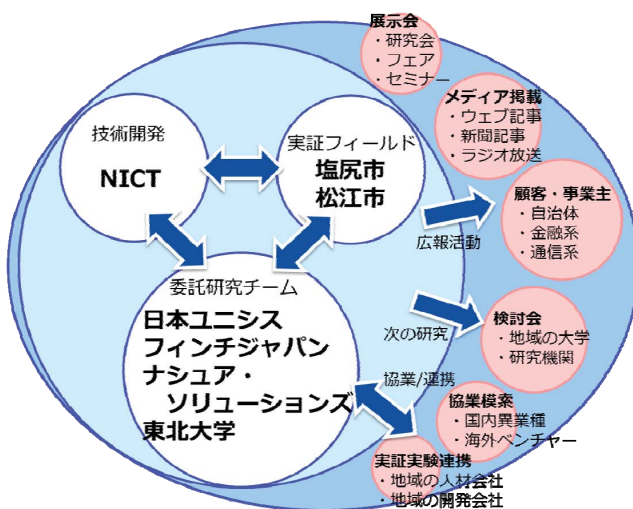 展示会
・研究会
・フェア
・セミナー
メディア掲載
・ウェブ記事
・新聞記事
・ラジオ放送
技術開発
NICT
実証フィールド
塩尻市
松江市
顧客・事業主
・自治体
・金融系
・通信系
広報活動
委託研究チーム
日本ユニシス
フィンチジャパン
ナシュア・
ソリューションズ
東北大学
次の研究
検討会
・地域の大学
・研究機関
協業/連携
協業模索
・国内異業種
・海外ベンチャー
実証実験連携
・地域の人材会社
・地域の開発会社